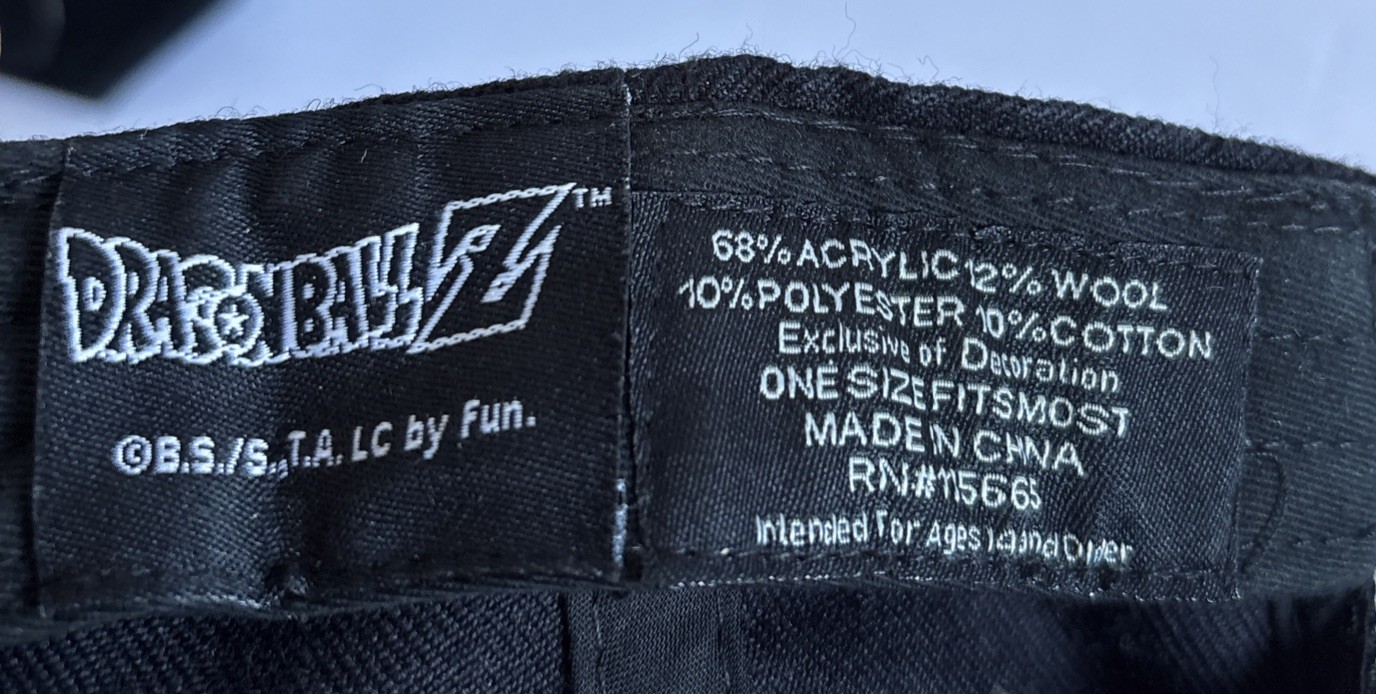 DRAGONBALL Z™
©B.S./S.,T.A. LC by Fun.
68% ACRYLIC 12% WOOL
10% POLYESTER 10% COTTON
Exclusive of Decoration
ONE SIZE FITS MOST
MADE IN CHINA
RN#115665
Intended For Ages and Older